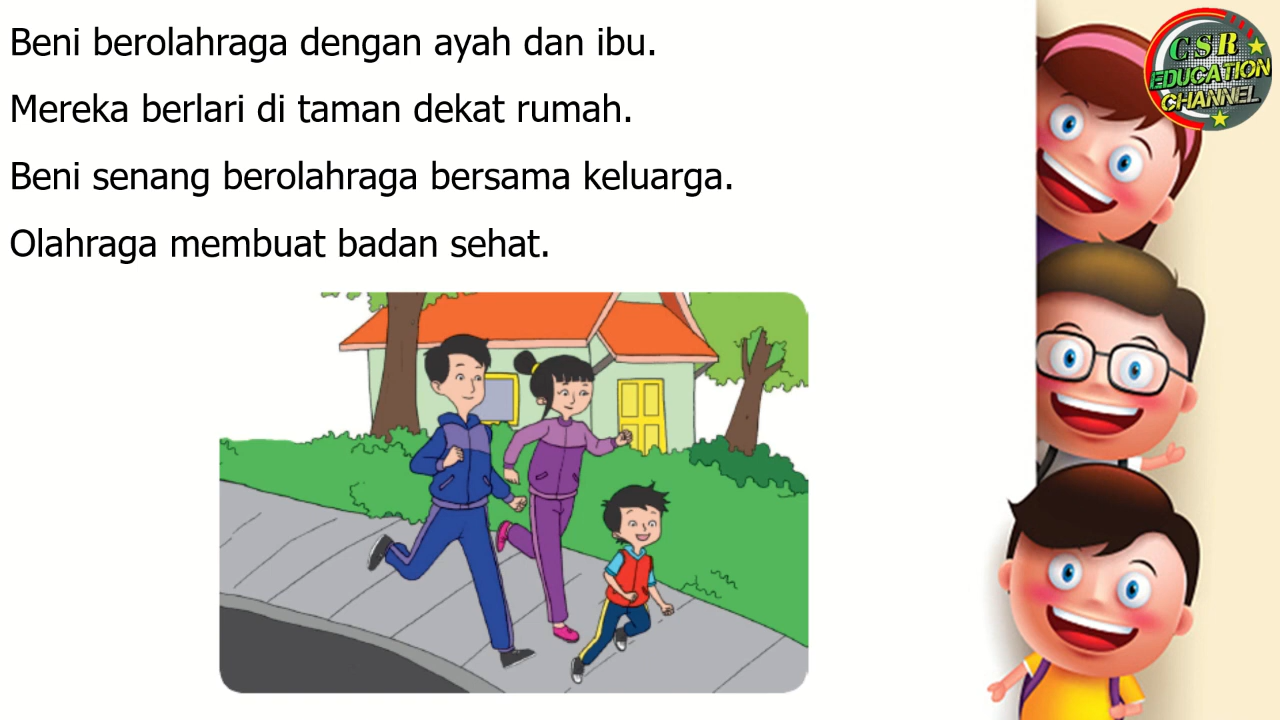 Beni berolahraga dengan ayah dan ibu.
Mereka berlari di taman dekat rumah.
Beni senang berolahraga bersama keluarga.
Olahraga membuat badan sehat.
CSR
EDUCATION
CHANNEL